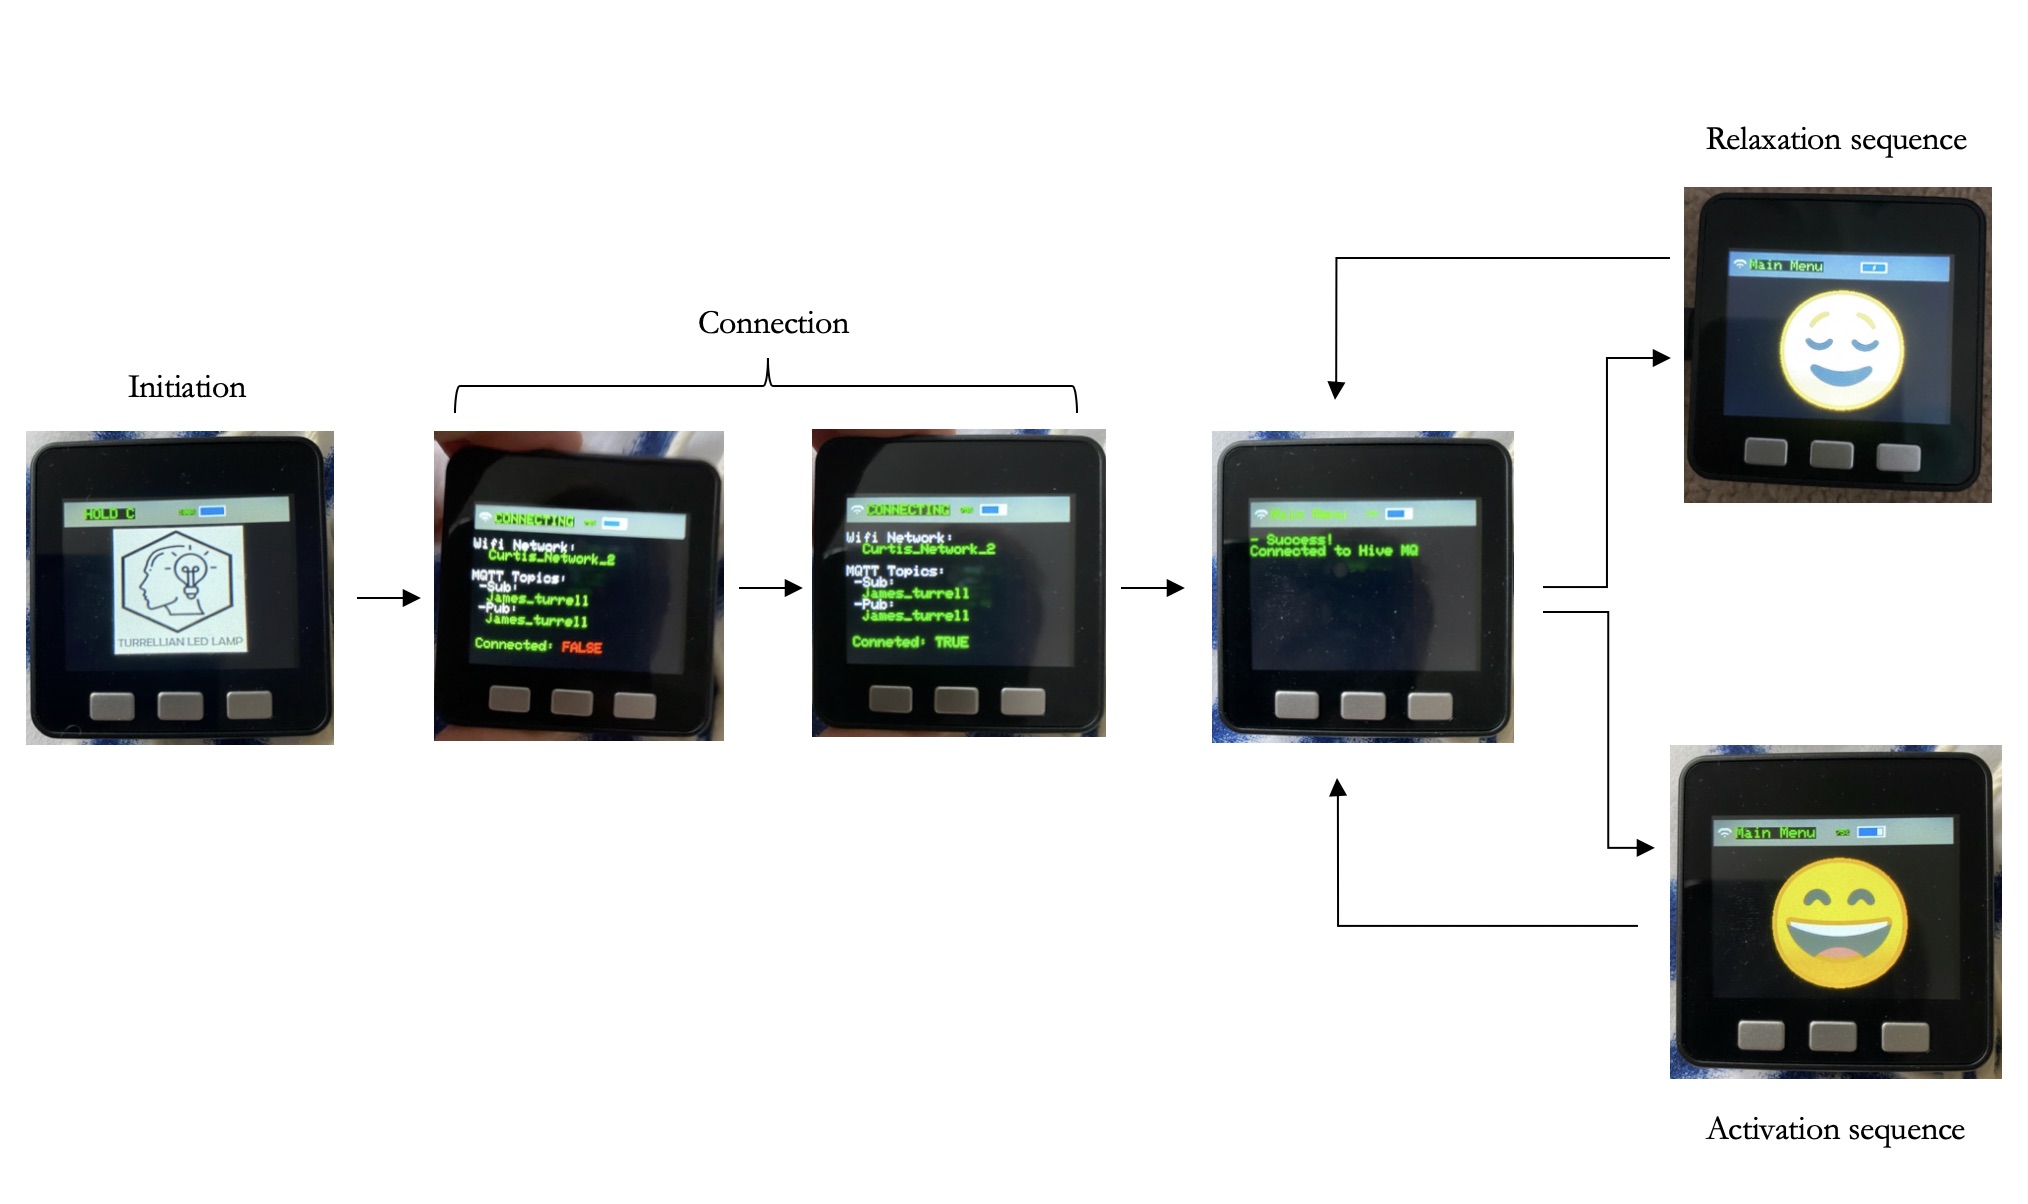 Relaxation sequence
Main Menu
Connection
Initiation
HOLD C
TURRELLIAN LED LAMP
CONNECTING
Wifi Network:
Curtis_Network_2
MQTT Topics:
-Sub:
James_turrell
-Pub:
James_turrell
Connected: FALSE
CONNECTING
Wifi Network:
Curtis_Network_2
MQTT Topics:
-Sub:
James_turrell
-Pub:
James_turrell
Conneted: TRUE
Main Menu
- Success!
Connected to Hive MQ
Main Menu
Activation sequence